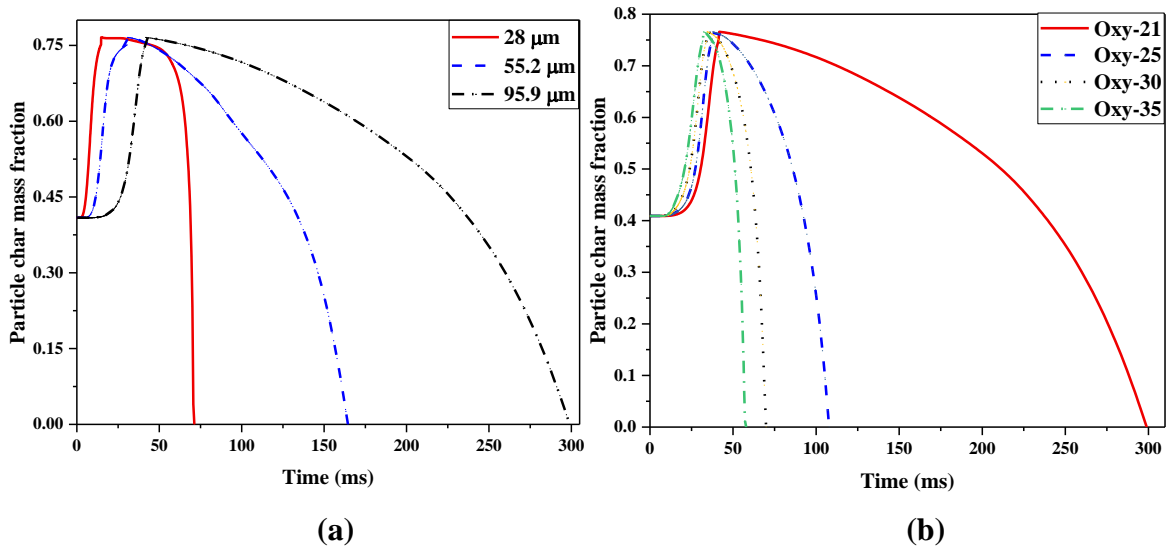 28 μm
55.2 μm
95.9 μm
Particle char mass fraction
0.75
0.60
0.45
0.30
0.15
0.00
0 50 100 150 200 250 300
Time (ms)
(a)
Oxy-21
Oxy-25
Oxy-30
Oxy-35
Particle char mass fraction
0.8
0.7
0.6
0.5
0.4
0.3
0.2
0.1
0.0
0 50 100 150 200 250 300
Time (ms)
(b)